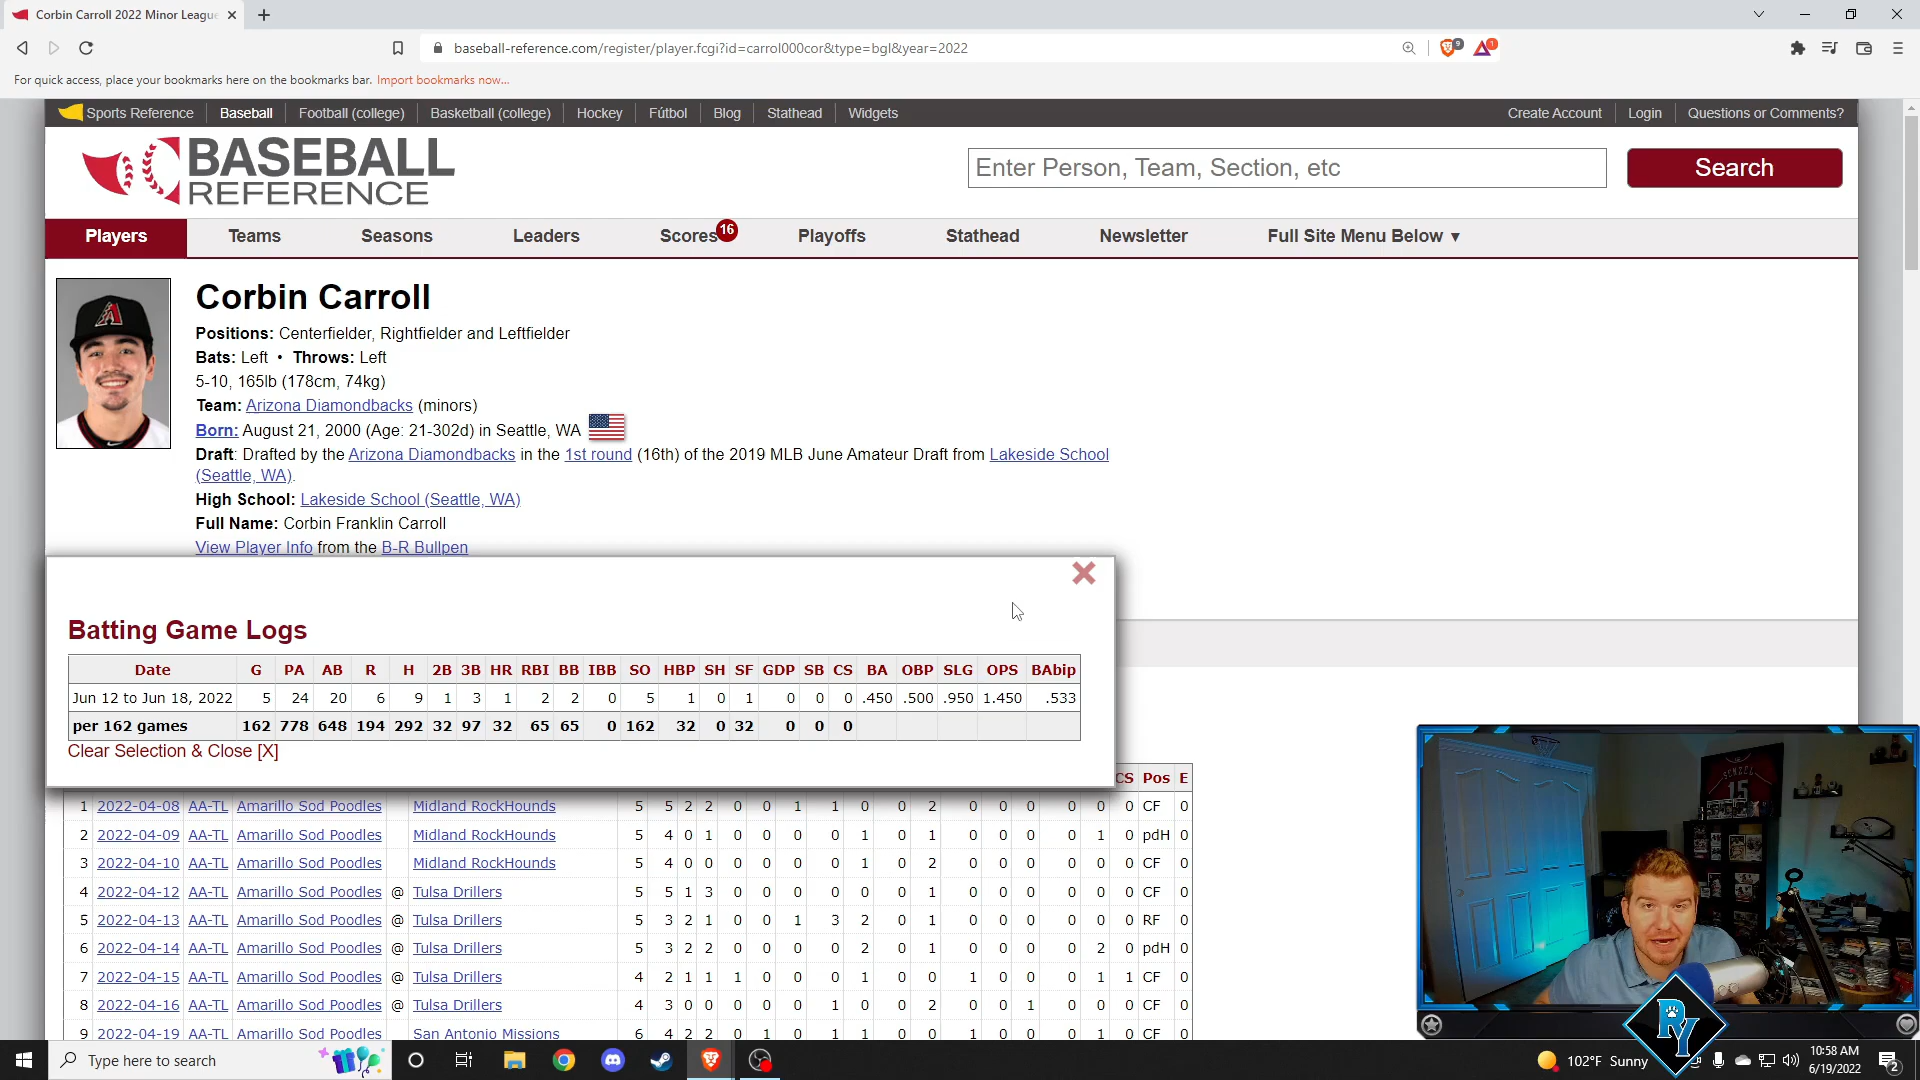 Corbin Carroll 2022 Minor League
baseball-reference.com/register/player.fcgi?id=carrol000cor&type=bgl&year=2022
9
1
For quick access, place your bookmarks here on the bookmarks bar. Import bookmarks now...
Sports Reference Baseball Football (college) Basketball (college) Hockey Fútbol Blog Stathead Widgets Create Account Login Questions or Comments?
BASEBALL
REFERENCE
Enter Person, Team, Section, etc Search
Players Teams Seasons Leaders Scores 16 Playoffs Stathead Newsletter Full Site Menu Below ▼
Corbin Carroll
Positions: Centerfielder, Rightfielder and Leftfielder
Bats: Left • Throws: Left
5-10, 165lb (178cm, 74kg)
Team: Arizona Diamondbacks (minors)
Born: August 21, 2000 (Age: 21-302d) in Seattle, WA
Draft: Drafted by the Arizona Diamondbacks in the 1st round (16th) of the 2019 MLB June Amateur Draft from Lakeside School
(Seattle, WA).
High School: Lakeside School (Seattle, WA)
Full Name: Corbin Franklin Carroll
View Player Info from the B-R Bullpen
Batting Game Logs
Date G PA AB R H 2B 3B HR RBI BB IBB SO HBP SH SF GDP SB CS BA OBP SLG OPS BAbip
Jun 12 to Jun 18, 2022 5 24 20 6 9 1 3 1 2 2 0 5 1 0 1 0 0 0 .450 .500 .950 1.450 .533
per 162 games 162 778 648 194 292 32 97 32 65 65 0 162 32 0 32 0 0 0
Clear Selection & Close [X]
CS Pos E
1 2022-04-08 AA-TL Amarillo Sod Poodles Midland RockHounds 5 5 2 2 0 0 1 1 0 0 2 0 0 0 0 0 CF 0
2 2022-04-09 AA-TL Amarillo Sod Poodles Midland RockHounds 5 4 0 1 0 0 0 0 1 0 1 0 0 0 1 0 pdH 0
3 2022-04-10 AA-TL Amarillo Sod Poodles Midland RockHounds 5 4 0 0 0 0 0 0 1 0 2 0 0 0 0 0 CF 0
4 2022-04-12 AA-TL Amarillo Sod Poodles @ Tulsa Drillers 5 5 1 3 0 0 0 0 0 0 1 0 0 0 0 0 CF 0
5 2022-04-13 AA-TL Amarillo Sod Poodles @ Tulsa Drillers 5 3 2 1 0 0 1 3 2 0 1 0 0 0 0 0 RF 0
6 2022-04-14 AA-TL Amarillo Sod Poodles @ Tulsa Drillers 5 3 2 2 0 0 0 0 2 0 1 0 0 0 2 0 pdH 0
7 2022-04-15 AA-TL Amarillo Sod Poodles @ Tulsa Drillers 4 2 1 1 1 0 0 0 1 0 0 1 0 0 1 1 CF 0
8 2022-04-16 AA-TL Amarillo Sod Poodles @ Tulsa Drillers 4 3 0 0 0 0 0 1 0 0 2 0 0 1 0 0 0 CF 0
9 2022-04-19 AA-TL Amarillo Sod Poodles San Antonio Missions 6 4 2 2 0 1 0 1 1 0 0 1 0 0 1 0 CF 0
SENZEL
15
RY
Type here to search
102°F Sunny
10:58 AM
6/19/2022
2